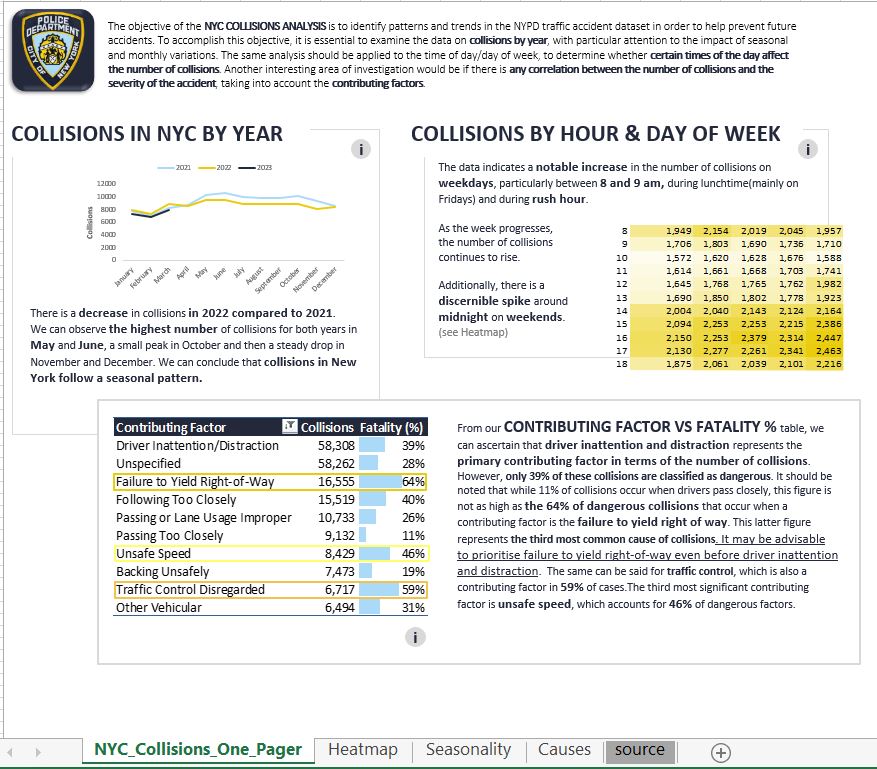 POLICE
DEPARTMENT
CITY OF
NEW YORK
The objective of the NYC COLLISIONS ANALYSIS is to identify patterns and trends in the NYPD traffic accident dataset in order to help prevent future
accidents. To accomplish this objective, it is essential to examine the data on collisions by year, with particular attention to the impact of seasonal
and monthly variations. The same analysis should be applied to the time of day/day of week, to determine whether certain times of the day affect
the number of collisions. Another interesting area of investigation would be if there is any correlation between the number of collisions and the
severity of the accident, taking into account the contributing factors.
COLLISIONS IN NYC BY YEAR
i
2021 2022 2023
Collisions
12000
10000
8000
6000
4000
2000
0
January February March April May June July August September October November December
There is a decrease in collisions in 2022 compared to 2021.
We can observe the highest number of collisions for both years in
May and June, a small peak in October and then a steady drop in
November and December. We can conclude that collisions in New
York follow a seasonal pattern.
COLLISIONS BY HOUR & DAY OF WEEK
i
The data indicates a notable increase in the number of collisions on
weekdays, particularly between 8 and 9 am, during lunchtime(mainly on
Fridays) and during rush hour.
As the week progresses,
the number of collisions
continues to rise.
Additionally, there is a
discernible spike around
midnight on weekends.
(see Heatmap)
8 1,949 2,154 2,019 2,045 1,957
9 1,706 1,803 1,690 1,736 1,710
10 1,572 1,620 1,628 1,676 1,588
11 1,614 1,661 1,668 1,703 1,741
12 1,645 1,768 1,765 1,762 1,982
13 1,690 1,850 1,802 1,778 1,923
14 2,004 2,040 2,143 2,124 2,164
15 2,094 2,253 2,253 2,215 2,386
16 2,150 2,253 2,379 2,314 2,447
17 2,130 2,277 2,261 2,341 2,463
18 1,875 2,061 2,039 2,101 2,216
Contributing Factor Collisions Fatality (%)
Driver Inattention/Distraction 58,308 39%
Unspecified 58,262 28%
Failure to Yield Right-of-Way 16,555 64%
Following Too Closely 15,519 40%
Passing or Lane Usage Improper 10,733 26%
Passing Too Closely 9,132 11%
Unsafe Speed 8,429 46%
Backing Unsafely 7,473 19%
Traffic Control Disregarded 6,717 59%
Other Vehicular 6,494 31%
i
From our CONTRIBUTING FACTOR VS FATALITY % table, we
can ascertain that driver inattention and distraction represents the
primary contributing factor in terms of the number of collisions.
However, only 39% of these collisions are classified as dangerous. It should be
noted that while 11% of collisions occur when drivers pass closely, this figure is
not as high as the 64% of dangerous collisions that occur when a
contributing factor is the failure to yield right of way. This latter figure
represents the third most common cause of collisions. It may be advisable
to prioritise failure to yield right-of-way even before driver inattention
and distraction. The same can be said for traffic control, which is also a
contributing factor in 59% of cases.The third most significant contributing
factor is unsafe speed, which accounts for 46% of dangerous factors.
NYC_Collisions_One_Pager Heatmap Seasonality Causes source